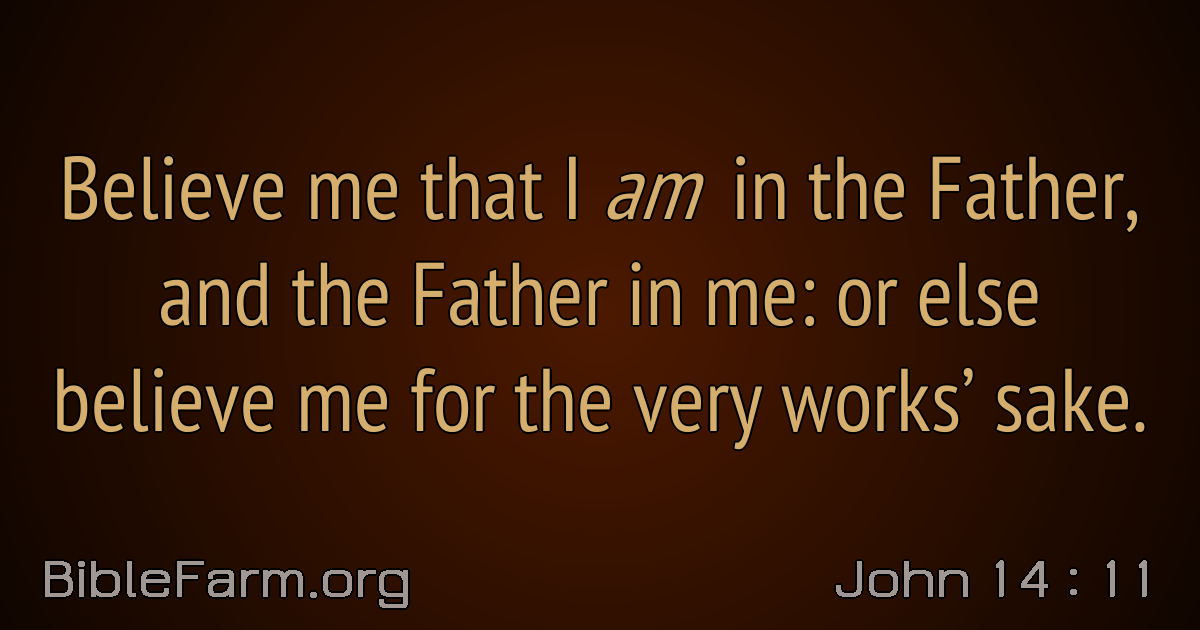 Believe me that I am in the Father,
and the Father in me: or else
believe me for the very works’ sake.
BibleFarm.org
John 14 : 11